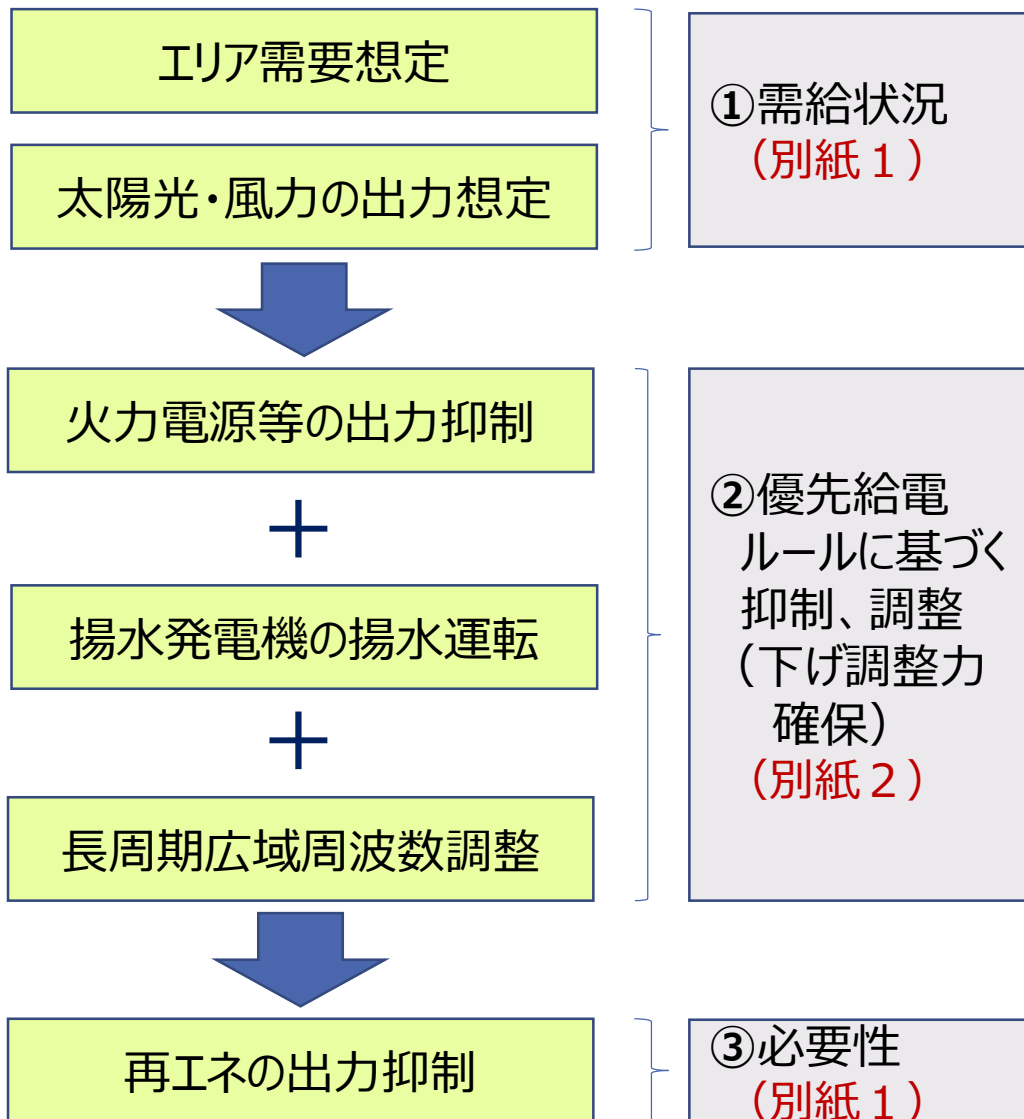 エリア需要想定
太陽光・風力の出力想定
①需給状況
（別紙１）
火力電源等の出力抑制
＋
揚水発電機の揚水運転
＋
長周期広域周波数調整
②優先給電
ルールに基づく
抑制、調整
（下げ調整力
確保）
（別紙２）
再エネの出力抑制
③必要性
（別紙１）